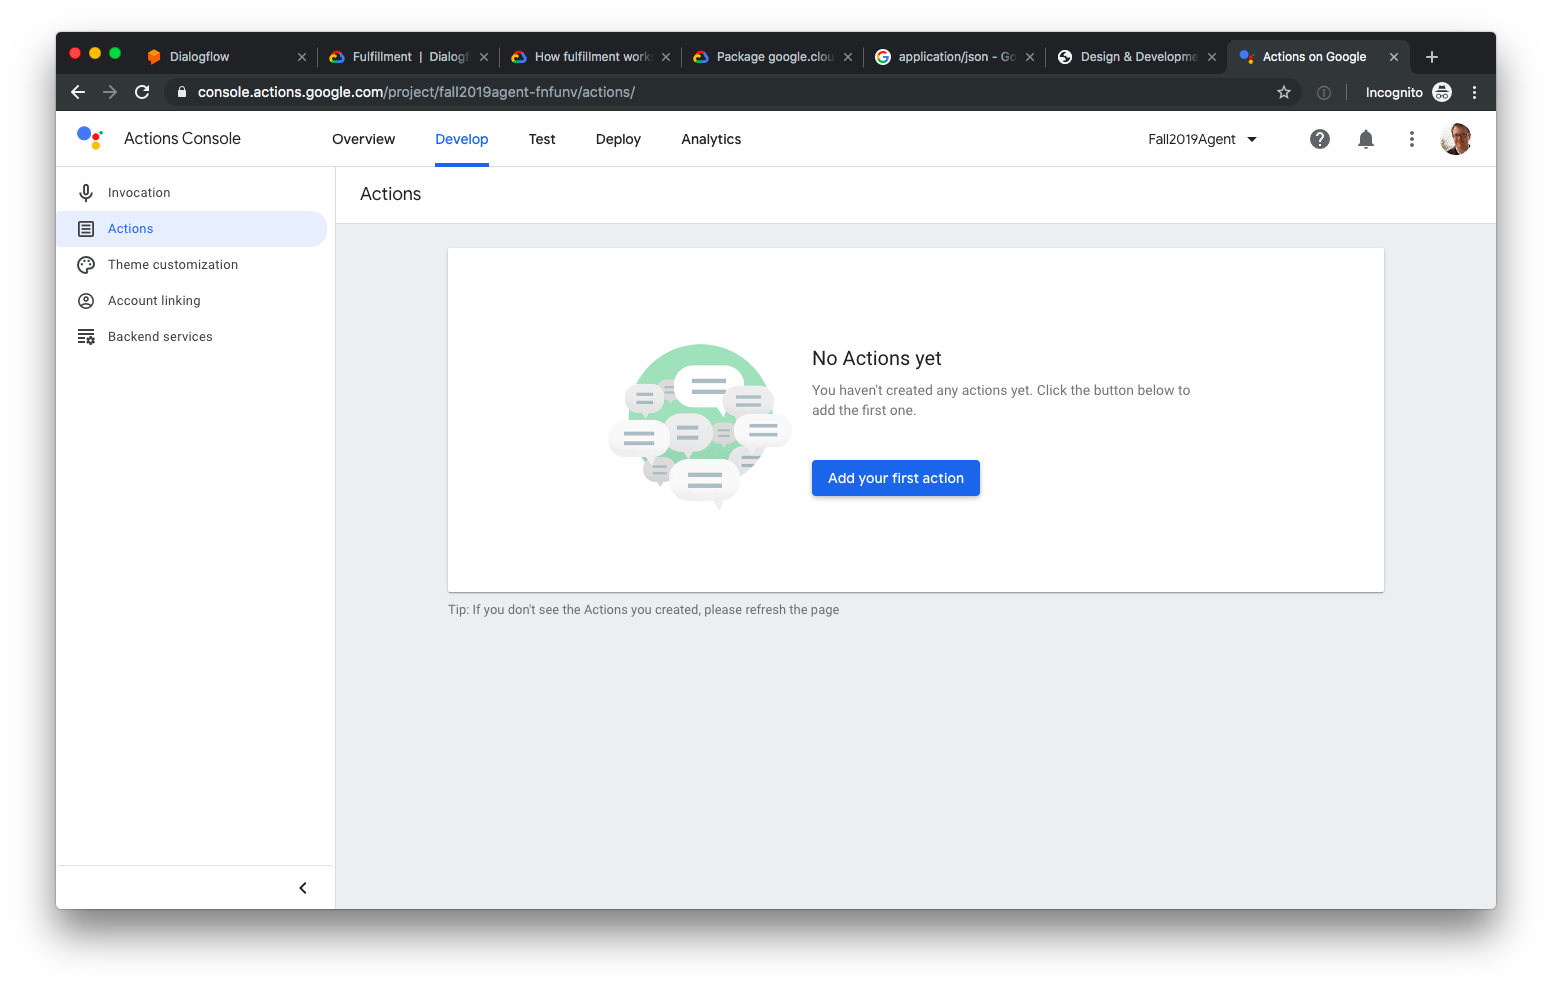 Dialogflow
Fulfillment | Dialogf
How fulfillment work
Package google.clou
application/json - Go
Design & Developme
Actions on Google
console.actions.google.com/project/fall2019agent-fnfunv/actions/
Incognito
Actions Console
Overview
Develop
Test
Deploy
Analytics
Fall2019Agent
Invocation
Actions
Theme customization
Account linking
Backend services
Actions
No Actions yet
You haven't created any actions yet. Click the button below to
add the first one.
Add your first action
Tip: If you don't see the Actions you created, please refresh the page